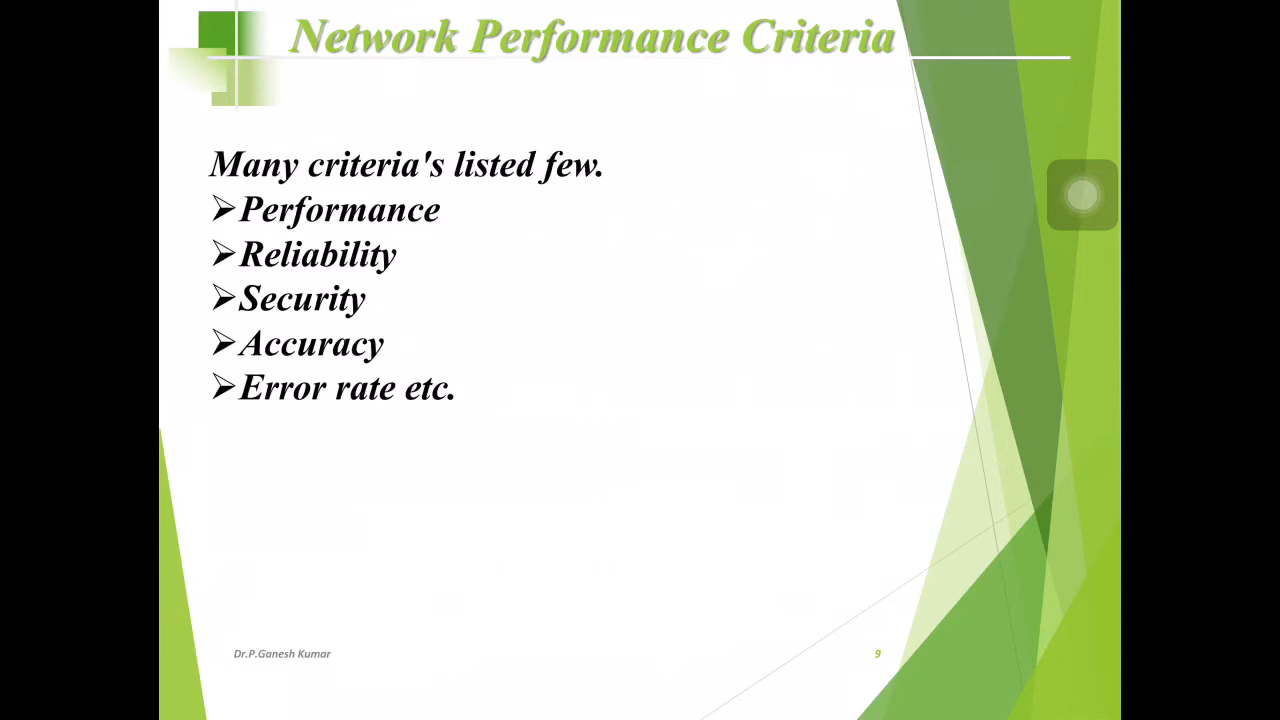 Network Performance Criteria
Many criteria's listed few.
➢Performance
➢Reliability
➢Security
➢Accuracy
➢Error rate etc.
Dr.P.Ganesh Kumar
9